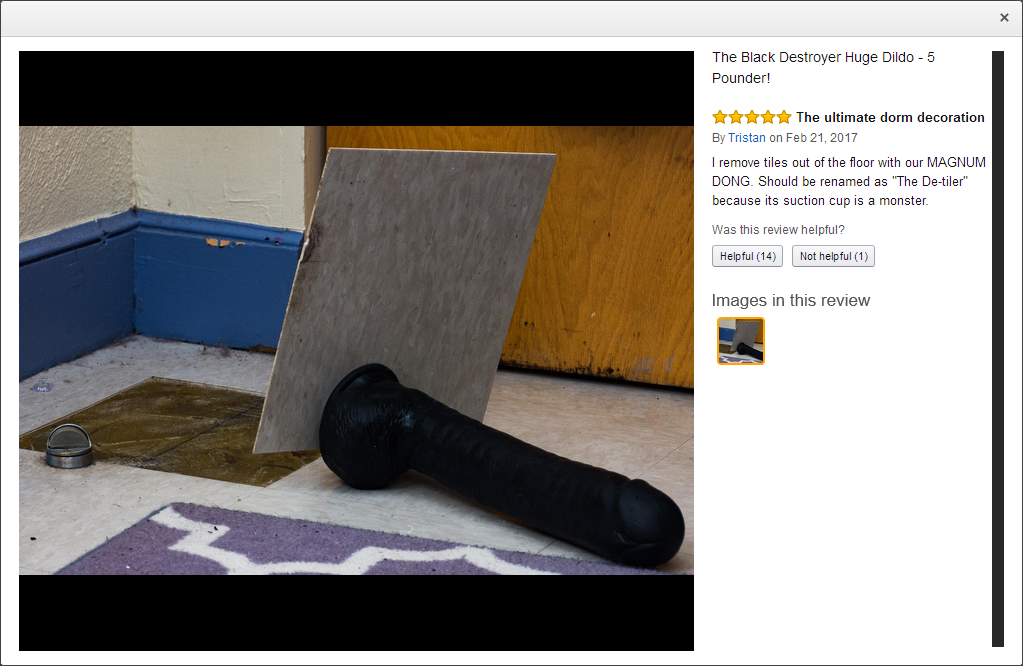 The Black Destroyer Huge Dildo - 5
Pounder!
The ultimate dorm decoration
By Tristan on Feb 21, 2017
I remove tiles out of the floor with our MAGNUM
DONG. Should be renamed as "The De-tiler"
because its suction cup is a monster.
Was this review helpful?
Helpful (14) Not helpful (1)
Images in this review